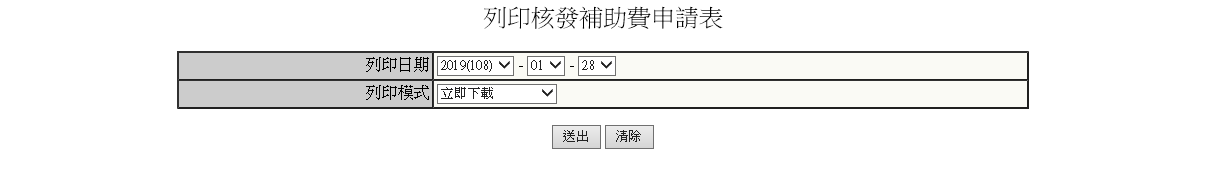 列印核發補助費申請表
列印日期 2019(108) - 01 - 28
列印模式 立即下載
送出 清除